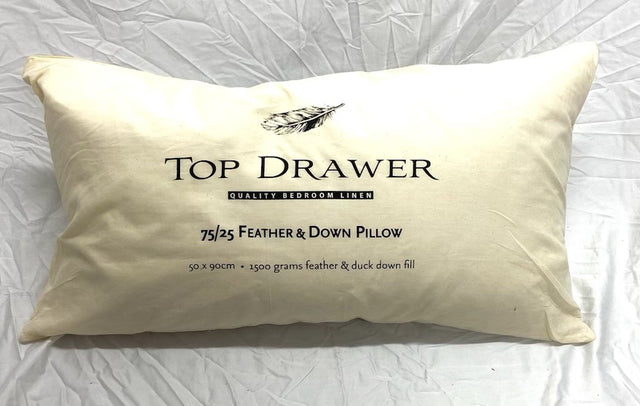 TOP DRAWER
QUALITY BEDROOM LINEN
75/25 FEATHER & DOWN PILLOW
50 x 90cm • 1500 grams feather & duck down fill